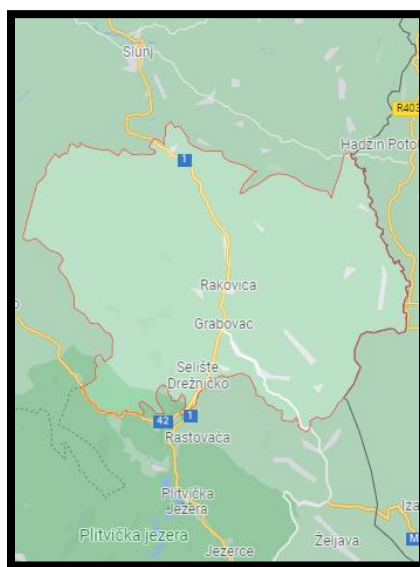 Slunj
R403
1
Hadžin Poto
Rakovica
Grabovac
Selište
Drežničko
42
1
Rastovača
Plitvička
Jezera
Iza
Plitvička jezera
Željava
M
Jezerce